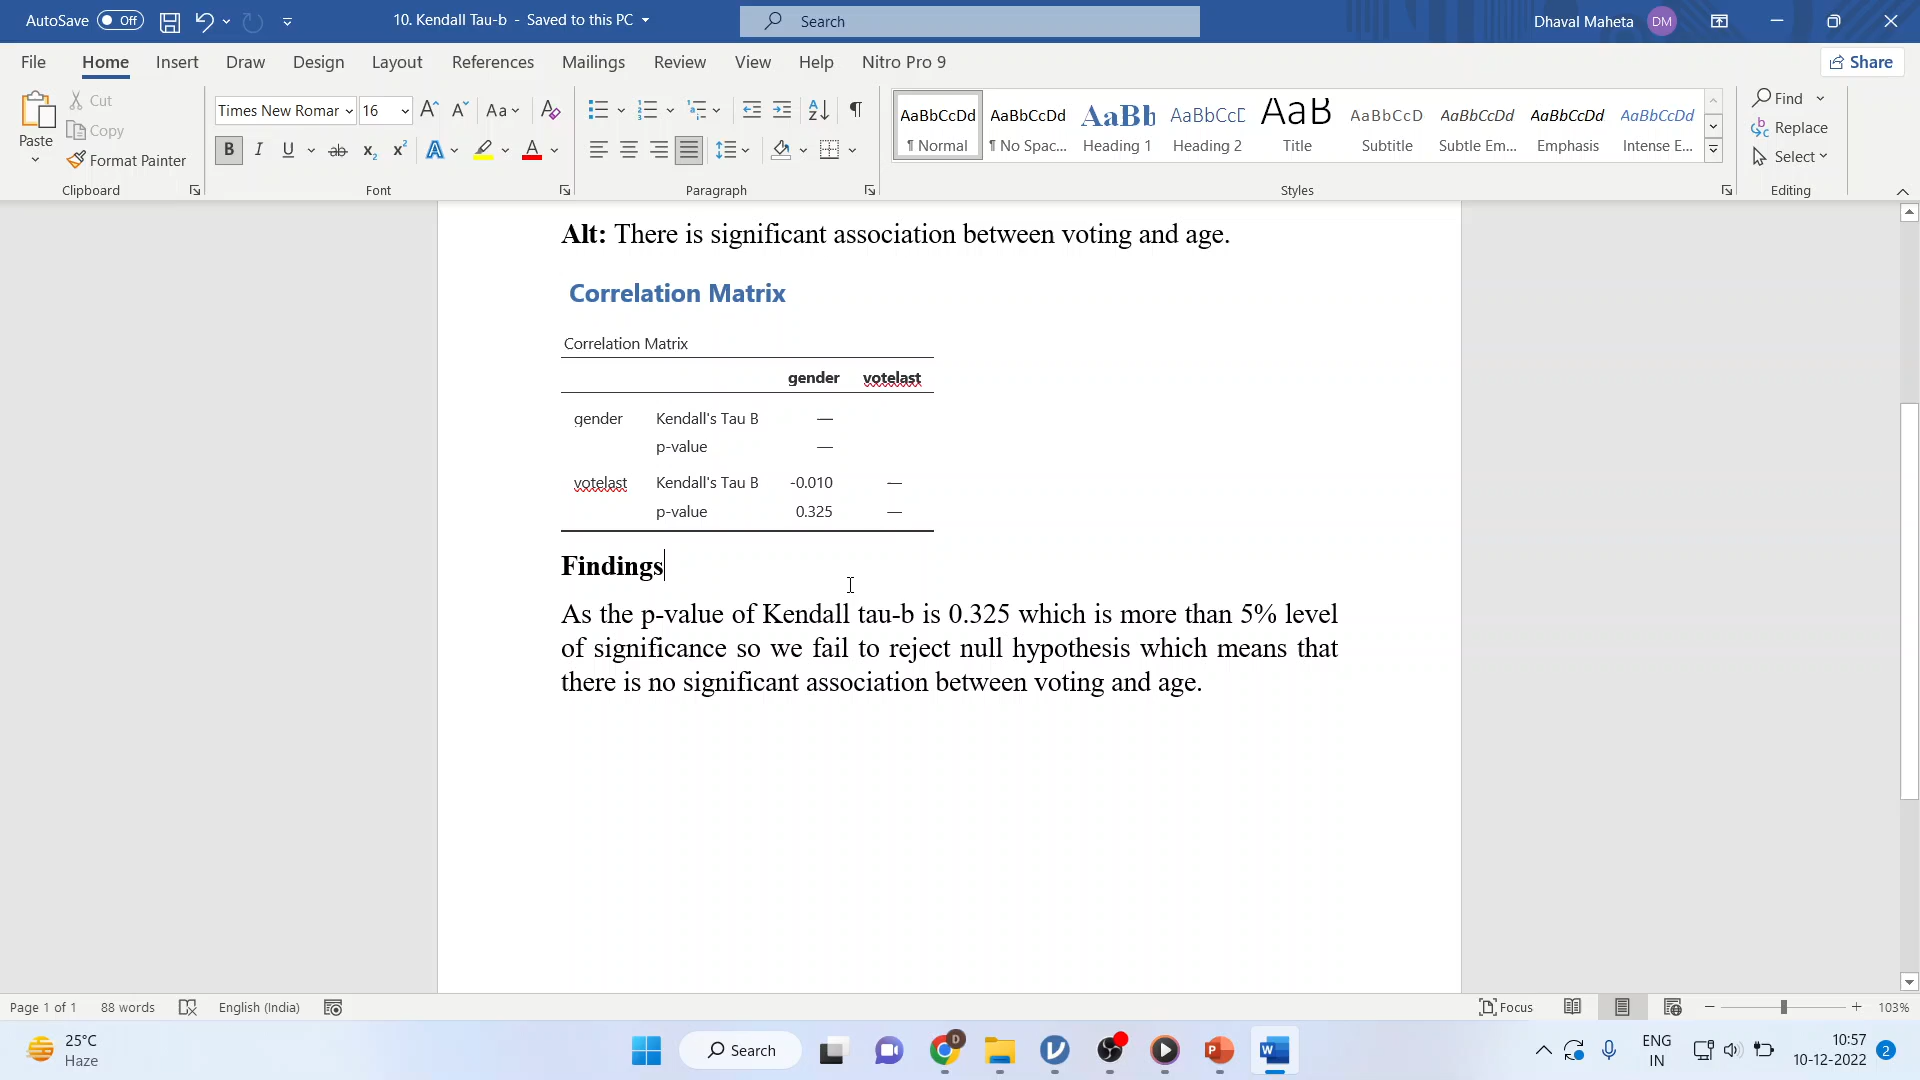 AutoSave Off 10. Kendall Tau-b - Saved to this PC Search Dhaval Maheta DM
File Home Insert Draw Design Layout References Mailings Review View Help Nitro Pro 9 Share
Paste Cut Copy Format Painter Clipboard
Times New Romar 16 Font
Paragraph
AaBbCcDd ¶ Normal
AaBbCcDd ¶ No Spac...
AaBb Heading 1
AaBbCcC Heading 2
AaB Title
AaBbCcD Subtitle
AaBbCcDd Subtle Em...
AaBbCcDd Emphasis
AaBbCcDd Intense E...
Styles
Find
Replace
Select
Editing
Alt: There is significant association between voting and age.
Correlation Matrix
Correlation Matrix
gender votelast
gender Kendall's Tau B —
p-value —
votelast Kendall's Tau B -0.010 —
p-value 0.325 —
Findings
As the p-value of Kendall tau-b is 0.325 which is more than 5% level
of significance so we fail to reject null hypothesis which means that
there is no significant association between voting and age.
Page 1 of 1 88 words English (India) Focus 103%
25°C
Haze
Search
ENG
IN
10:57
10-12-2022
2